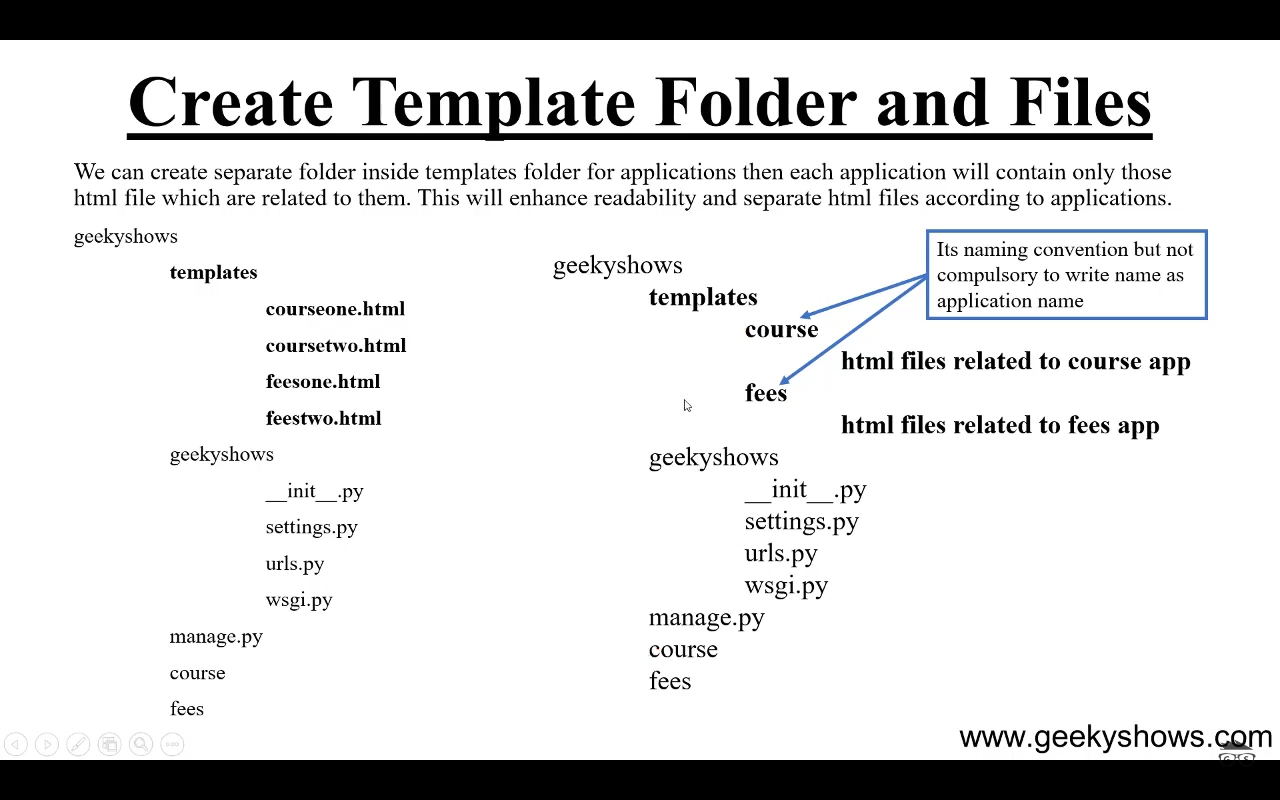 Create Template Folder and Files
We can create separate folder inside templates folder for applications then each application will contain only those
html file which are related to them. This will enhance readability and separate html files according to applications.
geekyshows
templates
courseone.html
coursetwo.html
feesone.html
feestwo.html
geekyshows
__init__.py
settings.py
urls.py
wsgi.py
manage.py
course
fees
geekyshows
templates
course
html files related to course app
fees
html files related to fees app
geekyshows
__init__.py
settings.py
urls.py
wsgi.py
manage.py
course
fees
Its naming convention but not
compulsory to write name as
application name
www.geekyshows.com